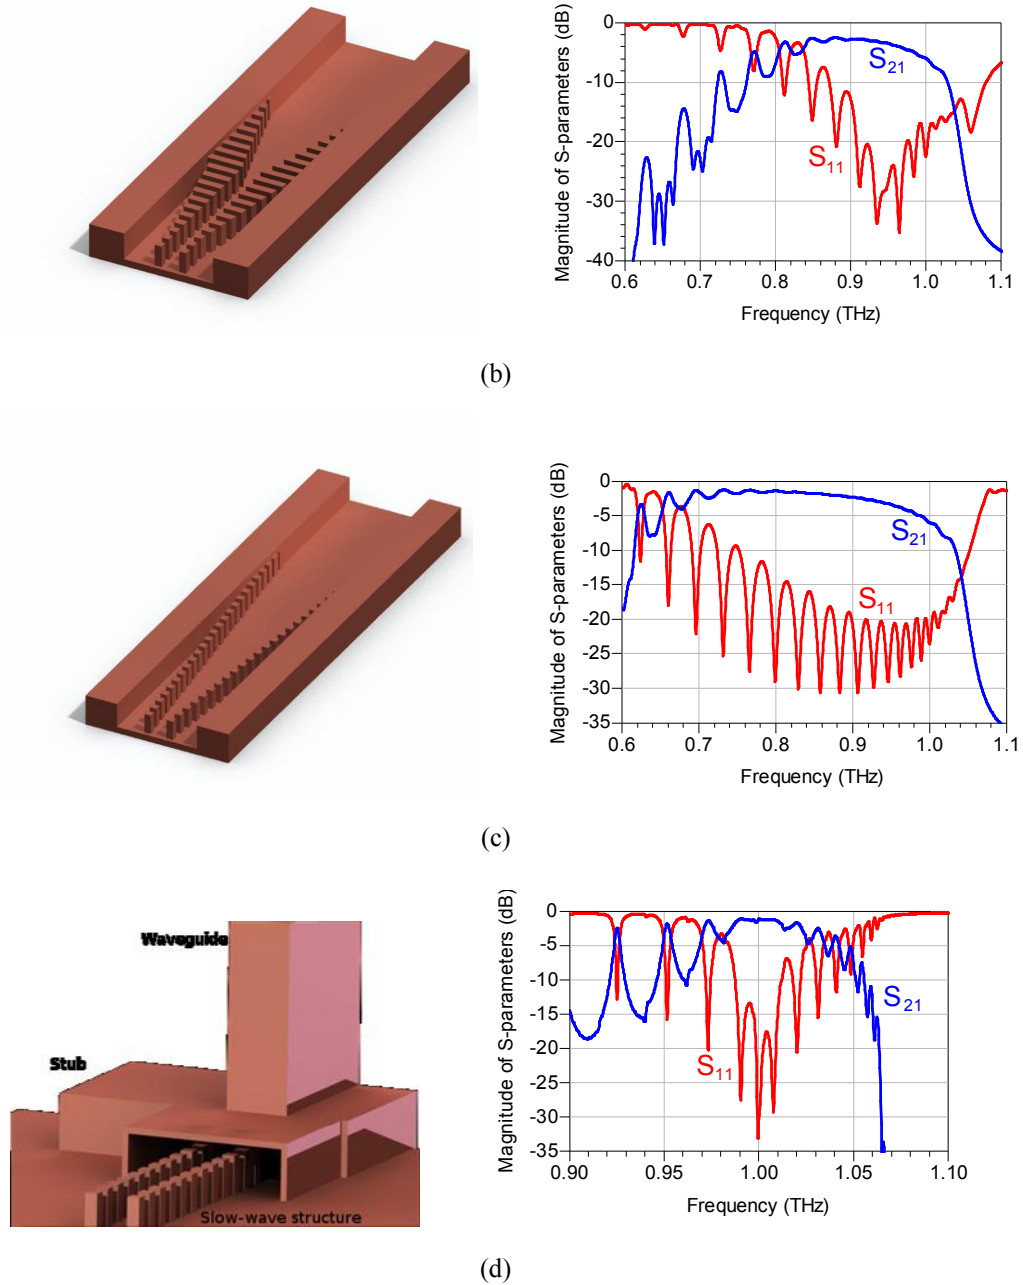 Magnitude of S-parameters (dB)
0
-10
-20
-30
-40
S21
S11
0.6 0.7 0.8 0.9 1.0 1.1
Frequency (THz)
(b)
Magnitude of S-parameters (dB)
0
-5
-10
-15
-20
-25
-30
-35
S21
S11
0.6 0.7 0.8 0.9 1.0 1.1
Frequency (THz)
(c)
Waveguide
Stub
Slow-wave structure
Magnitude of S-parameters (dB)
0
-5
-10
-15
-20
-25
-30
-35
S21
S11
0.90 0.95 1.00 1.05 1.10
Frequency (THz)
(d)